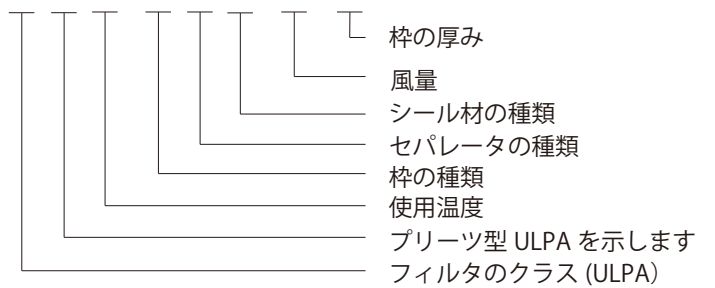 枠の厚み
風量
シール材の種類
セパレータの種類
枠の種類
使用温度
プリーツ型 ULPA を示します
フィルタのクラス (ULPA）